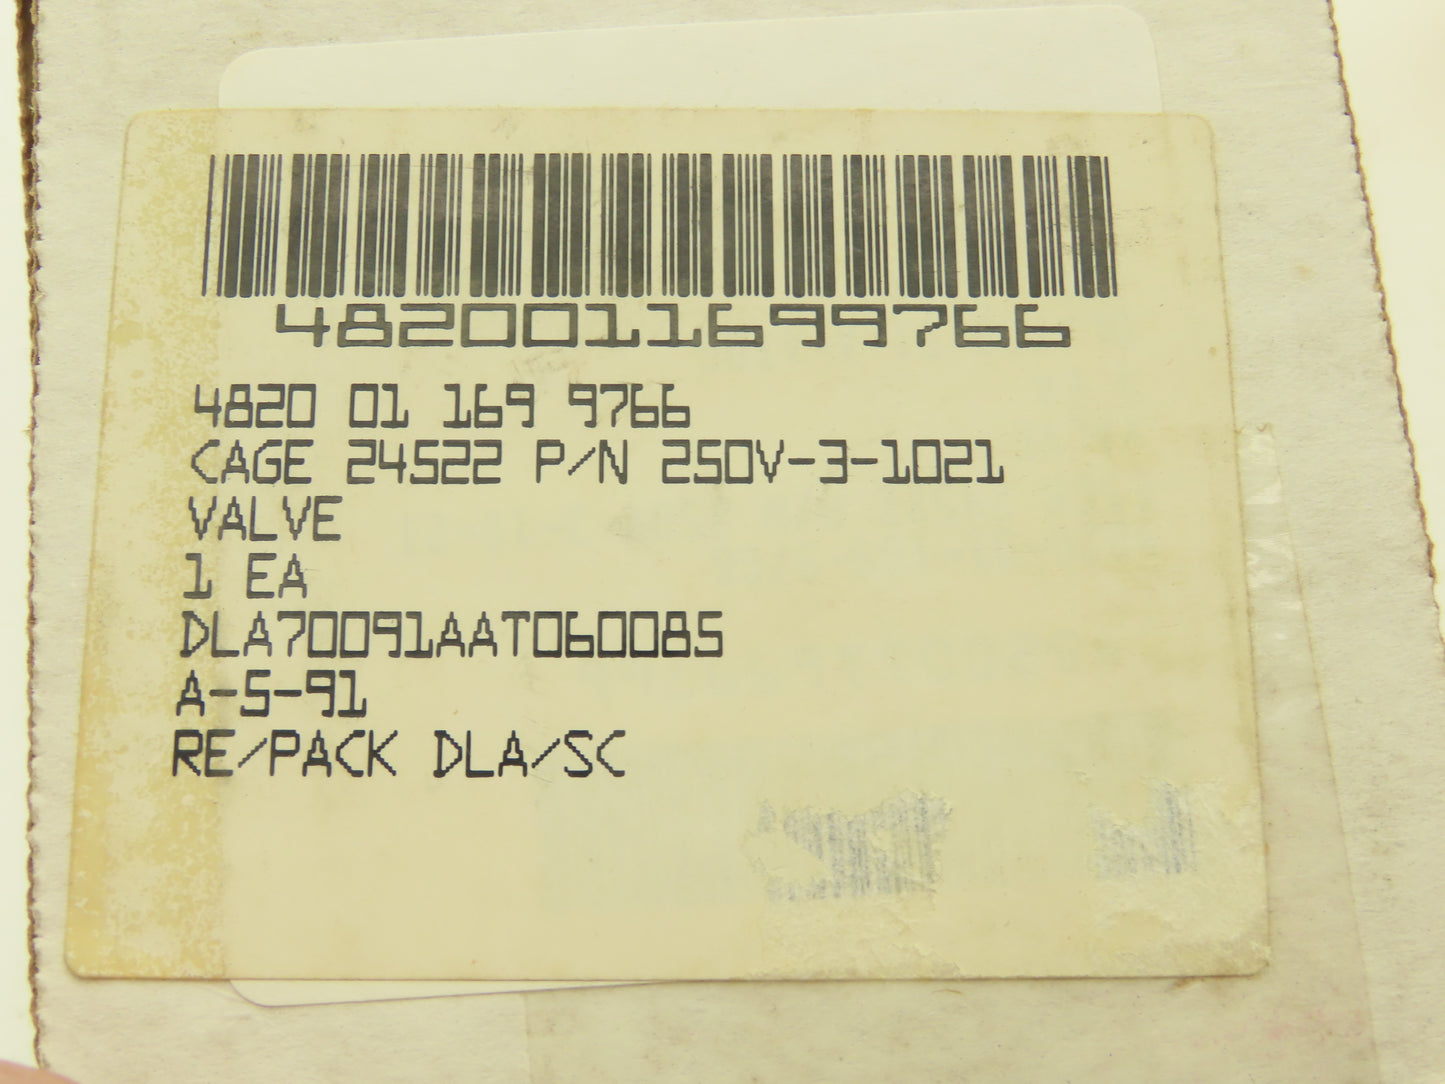 4820011699766
4820 01 169 9766
CAGE 24522 P/N 250V-3-1021
VALVE
1 EA
DLA70091AAT060085
A-5-91
RE/PACK DLA/SC